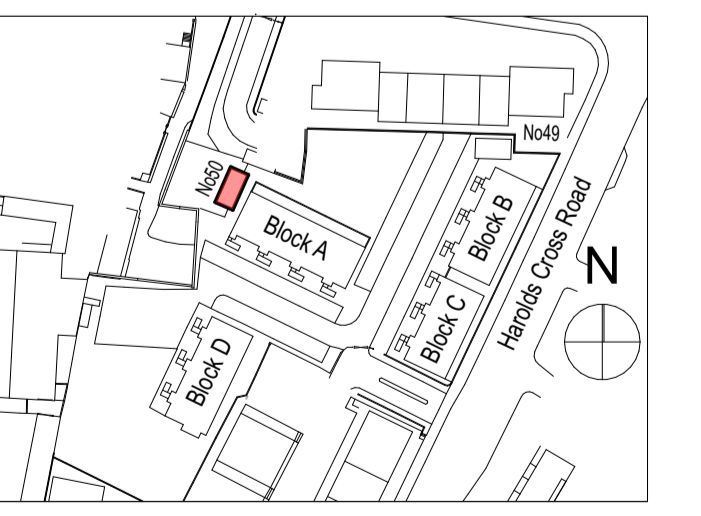 No49
No50
Block A
Block B
Harolds Cross Road
N
Block C
Block D